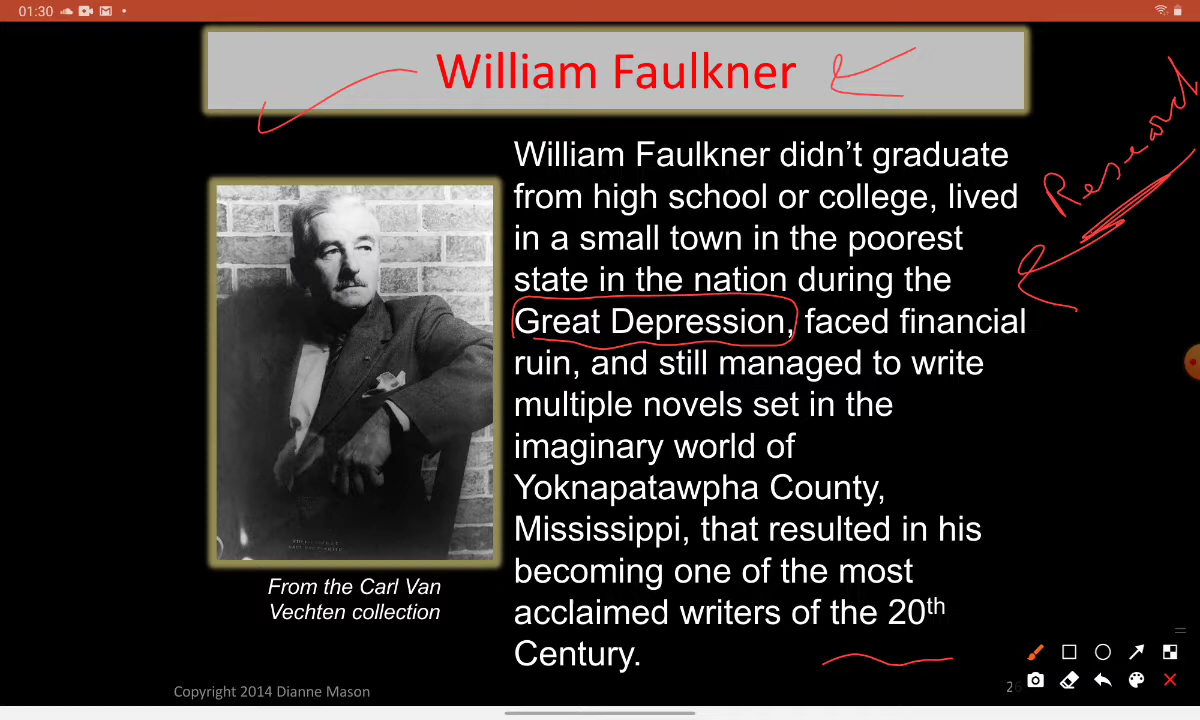 01:30
William Faulkner
Research
William Faulkner didn’t graduate
from high school or college, lived
in a small town in the poorest
state in the nation during the
Great Depression, faced financial
ruin, and still managed to write
multiple novels set in the
imaginary world of
Yoknapatawpha County,
Mississippi, that resulted in his
becoming one of the most
acclaimed writers of the 20th
Century.
From the Carl Van
Vechten collection
Copyright 2014 Dianne Mason
26